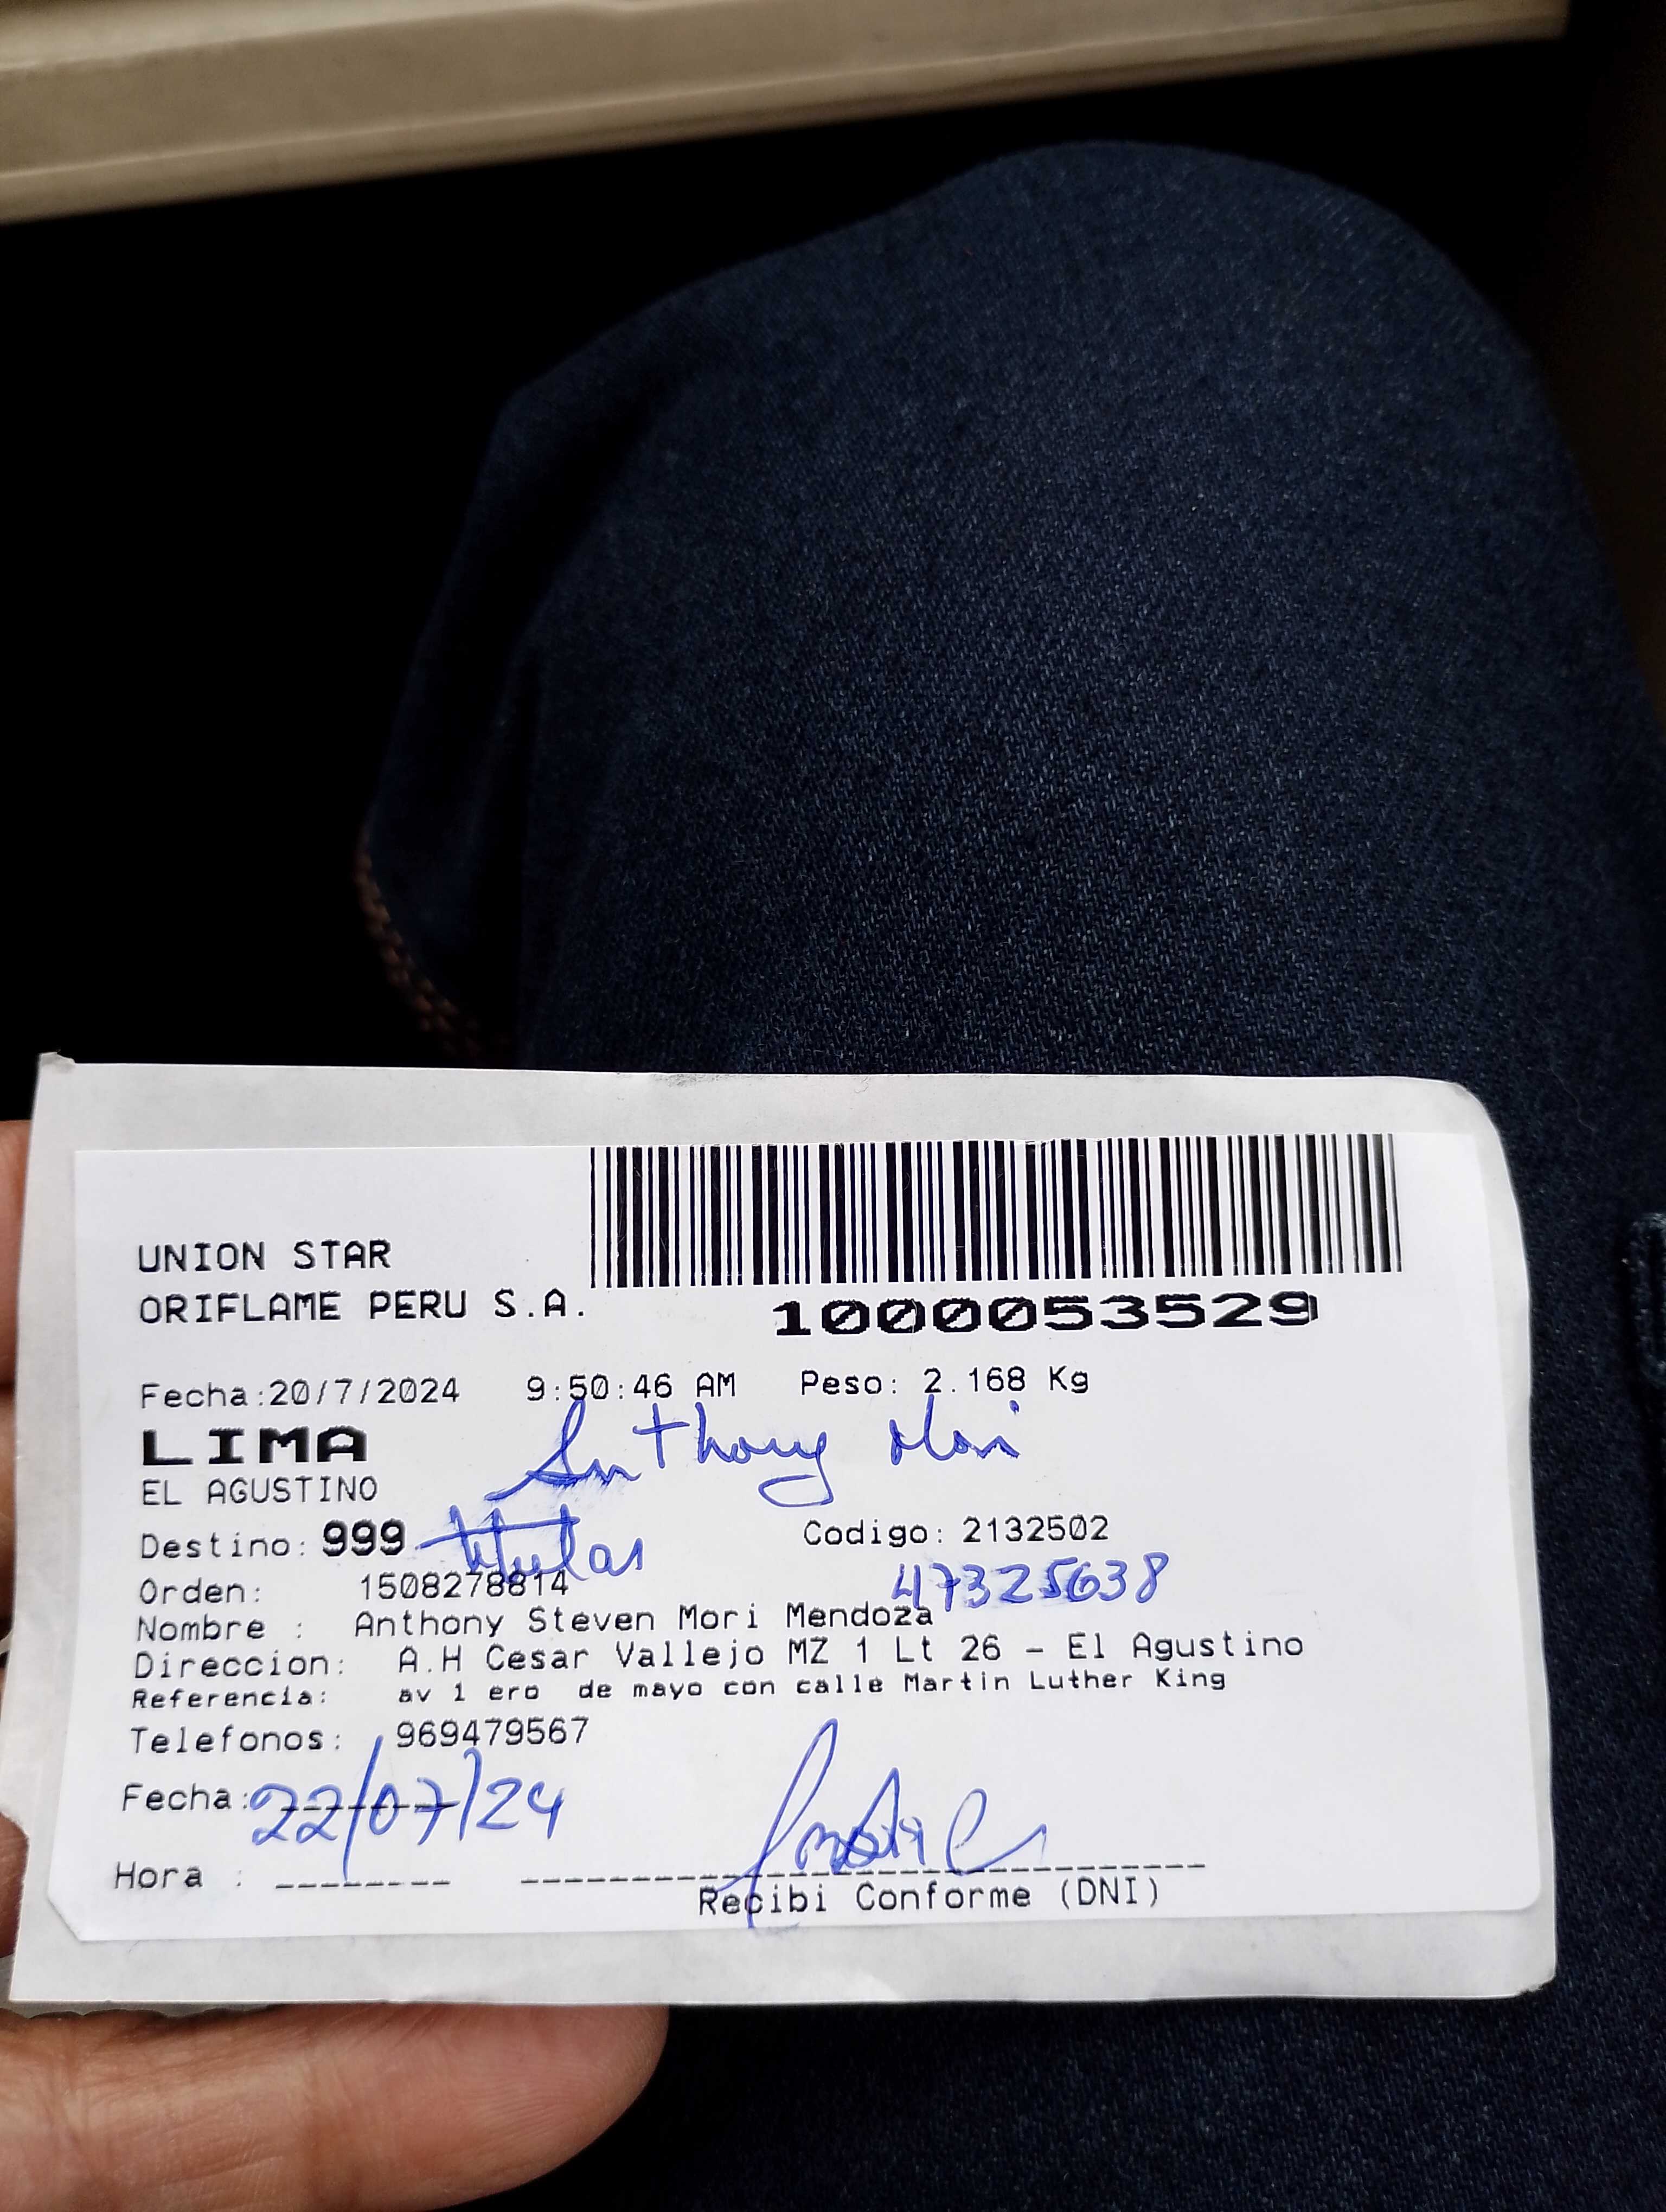 UNION STAR
ORIFLAME PERU S.A.
1000053529
Fecha:20/7/2024 9:50:46 AM Peso: 2.168 Kg
LIMA
Anthony Mori
EL AGUSTINO
Destino: 999 Titular Codigo: 2132502
Orden: 1508278814 47325638
Nombre : Anthony Steven Mori Mendoza
Direccion: A.H Cesar Vallejo MZ 1 Lt 26 - El Agustino
Referencia: av 1 ero de mayo con calle Martin Luther King
Telefonos: 969479567
Fecha: 22/07/24
Hora :
Recibi Conforme (DNI)